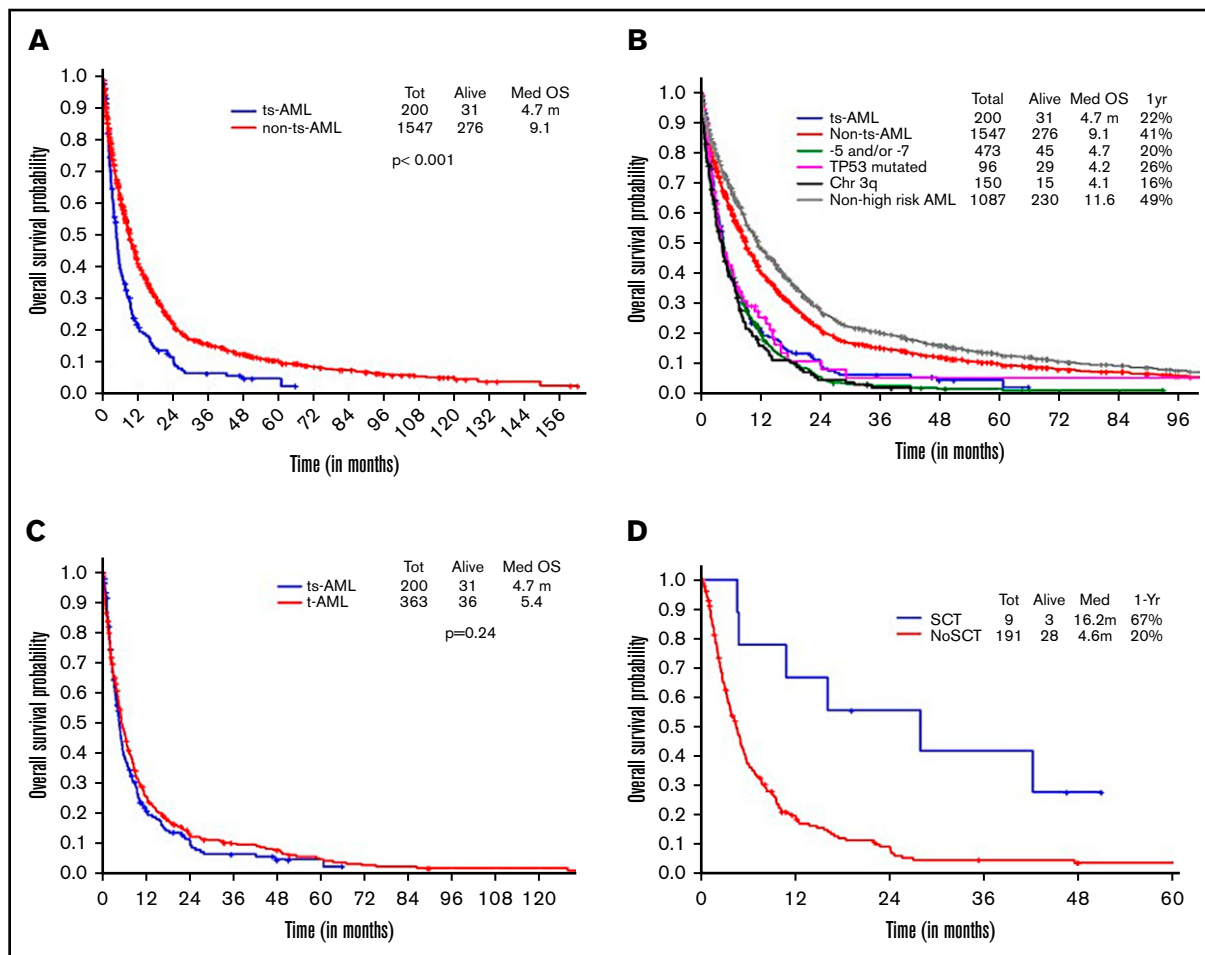 A
Tot Alive Med OS
ts-AML 200 31 4.7 m
non-ts-AML 1547 276 9.1
p< 0.001
1.0
0.9
0.8
0.7
0.6
0.5
0.4
0.3
0.2
0.1
0.0
Overall survival probability
0 12 24 36 48 60 72 84 96 108 120 132 144 156
Time (in months)
B
Total Alive Med OS 1yr
ts-AML 200 31 4.7 m 22%
Non-ts-AML 1547 276 9.1 41%
-5 and/or -7 473 45 4.7 20%
TP53 mutated 96 29 4.2 26%
Chr 3q 150 15 4.1 16%
Non-high risk AML 1087 230 11.6 49%
1.0
0.9
0.8
0.7
0.6
0.5
0.4
0.3
0.2
0.1
0.0
Overall survival probability
0 12 24 36 48 60 72 84 96
Time (in months)
C
Tot Alive Med OS
ts-AML 200 31 4.7 m
t-AML 363 36 5.4
p=0.24
1.0
0.9
0.8
0.7
0.6
0.5
0.4
0.3
0.2
0.1
0.0
Overall survival probability
0 12 24 36 48 60 72 84 96 108 120
Time (in months)
D
Tot Alive Med 1-Yr
SCT 9 3 16.2m 67%
NoSCT 191 28 4.6m 20%
1.0
0.9
0.8
0.7
0.6
0.5
0.4
0.3
0.2
0.1
0.0
Overall survival probability
0 12 24 36 48 60
Time (in months)